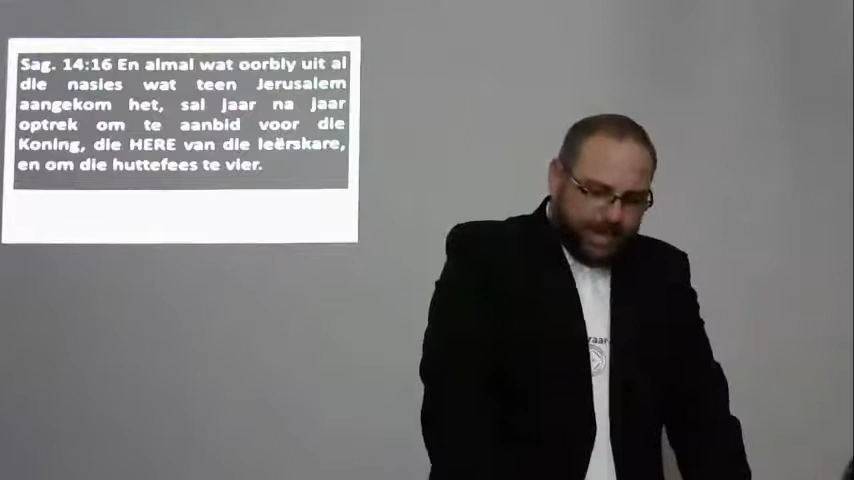 Sag. 14:16 En almal wat oorbly uit al
die nasies wat teen Jerusalem
aangekom het, sal jaar na jaar
optrek om te aanbid voor die
Koning, die HERE van die leërskare,
en om die huttefees te vier.